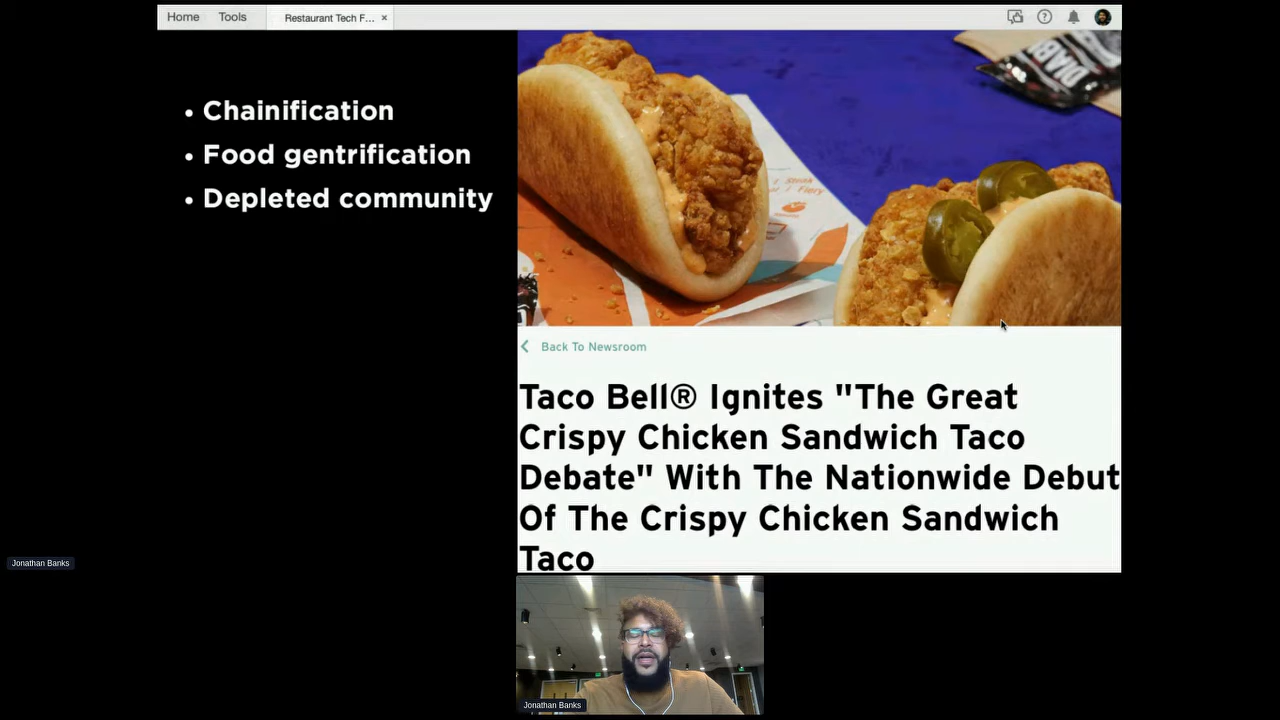 Home Tools Restaurant Tech F... ×
• Chainification
• Food gentrification
• Depleted community
DIABL
Back To Newsroom
Taco Bell® Ignites "The Great
Crispy Chicken Sandwich Taco
Debate" With The Nationwide Debut
Of The Crispy Chicken Sandwich
Taco
Jonathan Banks
Jonathan Banks